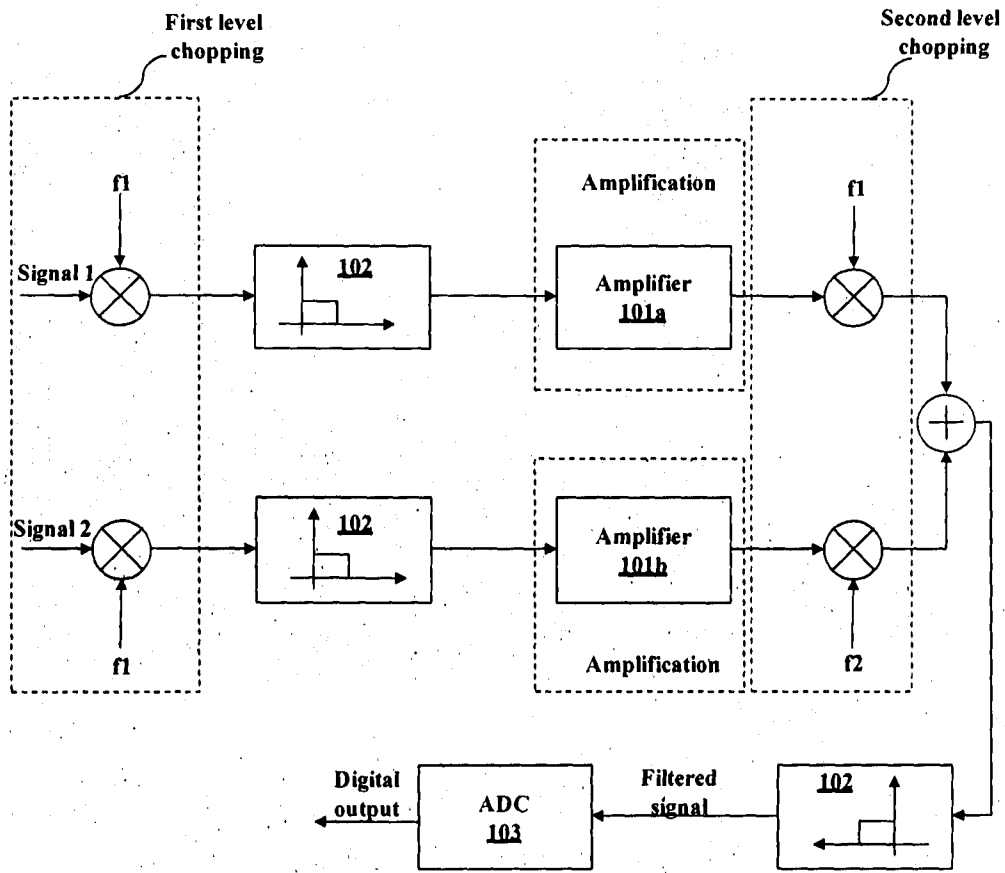 First level
chopping
Second level
chopping
f1
Amplification
f1
Signal 1
102
Amplifier
101a
Signal 2
102
Amplifier
101b
f1
Amplification
f2
Digital
output
ADC
103
Filtered
signal
102